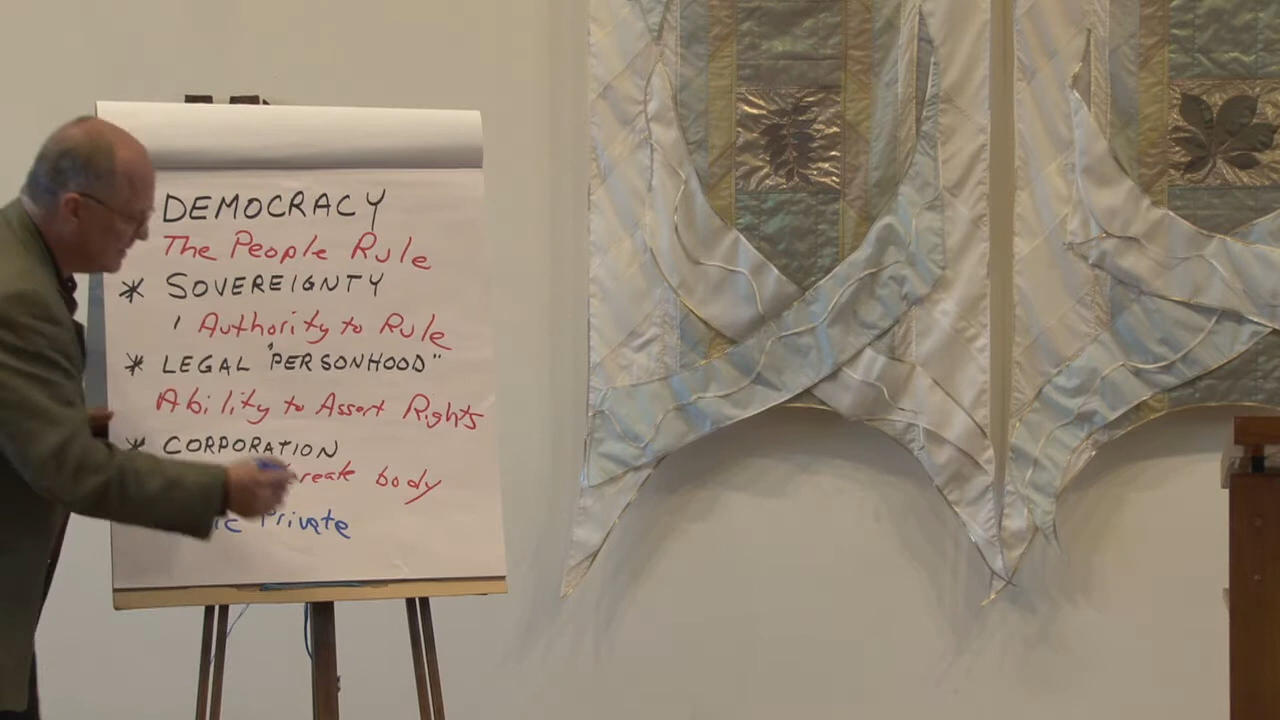 DEMOCRACY
The People Rule
* SOVEREIGNTY
Authority to Rule
* LEGAL "PERSONHOOD"
Ability to Assert Rights
* CORPORATION
body
Private